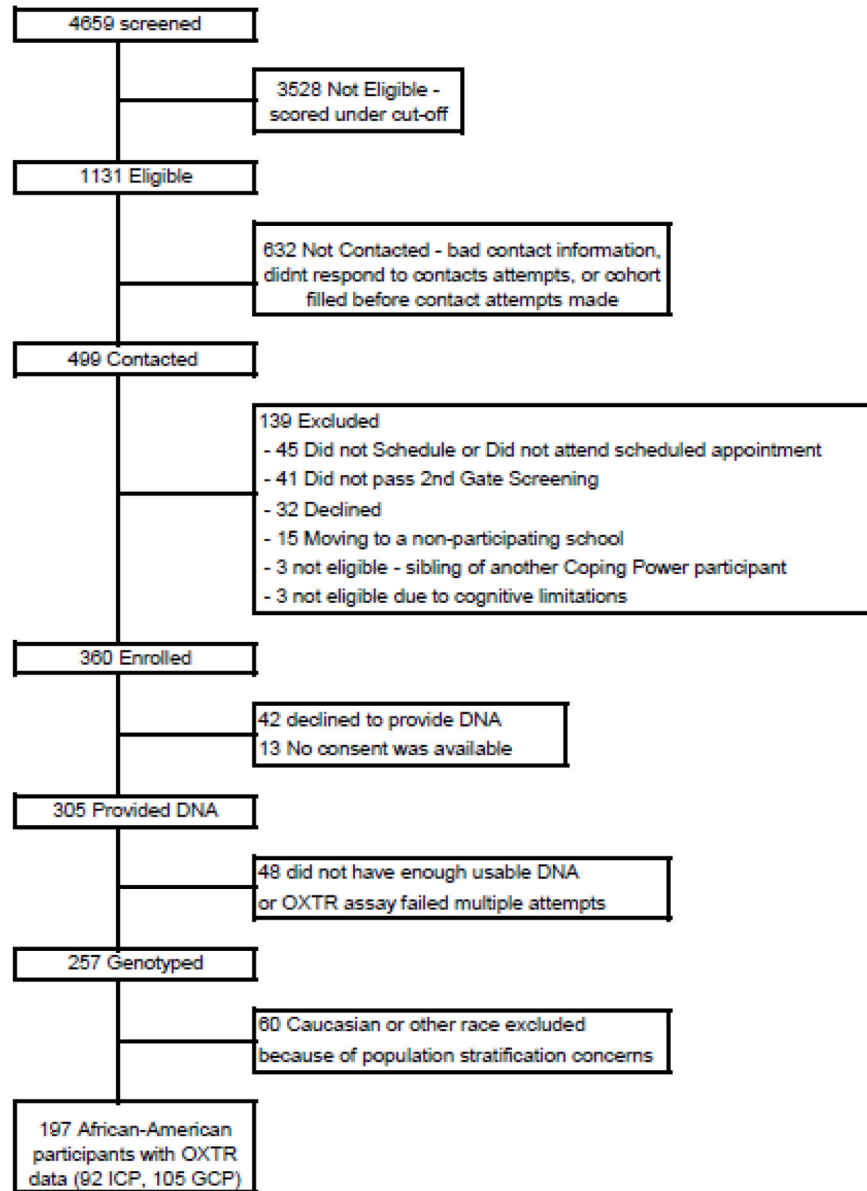 4659 screened
3528 Not Eligible -
scored under cut-off
1131 Eligible
632 Not Contacted - bad contact information,
didnt respond to contacts attempts, or cohort
filled before contact attempts made
499 Contacted
139 Excluded
- 45 Did not Schedule or Did not attend scheduled appointment
- 41 Did not pass 2nd Gate Screening
- 32 Declined
- 15 Moving to a non-participating school
- 3 not eligible - sibling of another Coping Power participant
- 3 not eligible due to cognitive limitations
360 Enrolled
42 declined to provide DNA
13 No consent was available
305 Provided DNA
48 did not have enough usable DNA
or OXTR assay failed multiple attempts
257 Genotyped
60 Caucasian or other race excluded
because of population stratification concerns
197 African-American
participants with OXTR
data (92 ICP, 105 GCP)